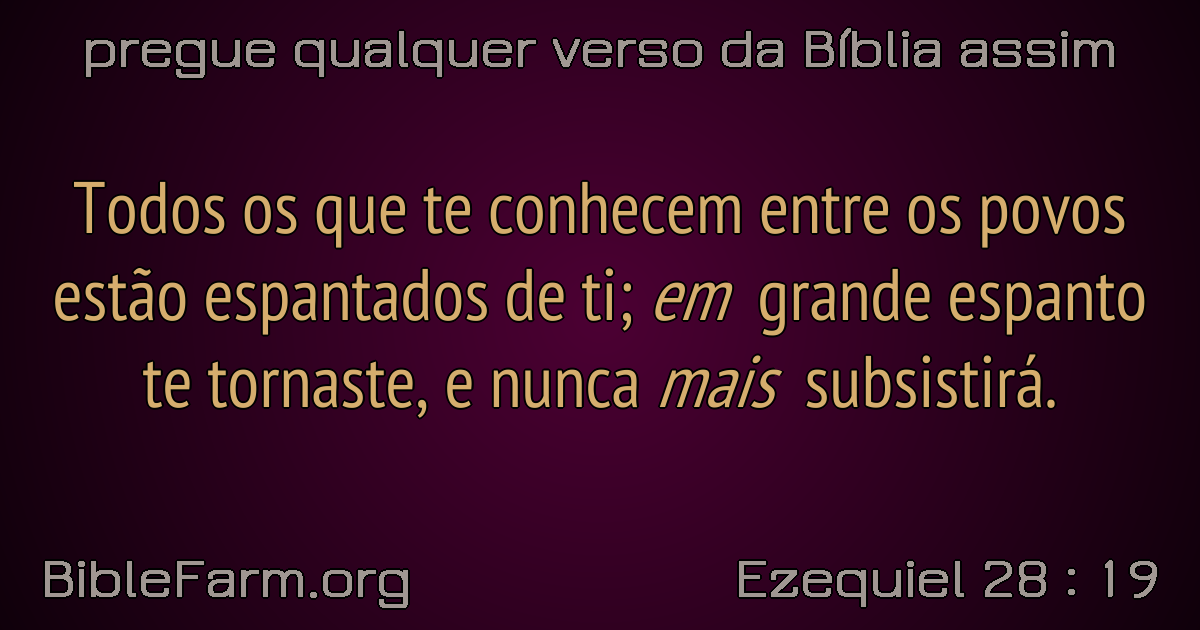 pregue qualquer verso da Bíblia assim
Todos os que te conhecem entre os povos
estão espantados de ti; em grande espanto
te tornaste, e nunca mais subsistirá.
BibleFarm.org
Ezequiel 28 : 19